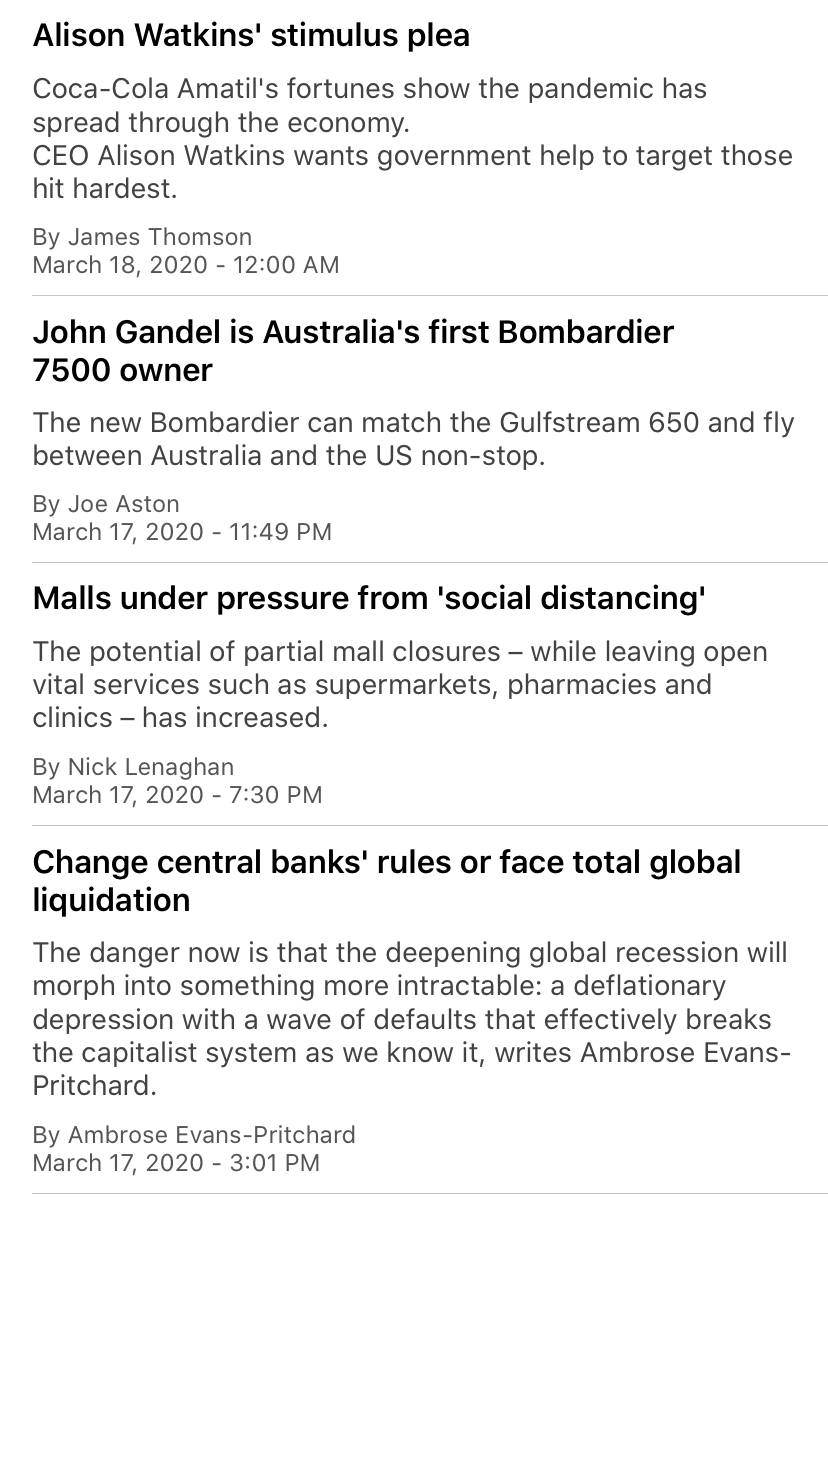 Alison Watkins' stimulus plea
Coca-Cola Amatil's fortunes show the pandemic has
spread through the economy.
CEO Alison Watkins wants government help to target those
hit hardest.
By James Thomson
March 18, 2020 - 12:00 AM
John Gandel is Australia's first Bombardier
7500 owner
The new Bombardier can match the Gulfstream 650 and fly
between Australia and the US non-stop.
By Joe Aston
March 17, 2020 - 11:49 PM
Malls under pressure from 'social distancing'
The potential of partial mall closures – while leaving open
vital services such as supermarkets, pharmacies and
clinics – has increased.
By Nick Lenaghan
March 17, 2020 - 7:30 PM
Change central banks' rules or face total global
liquidation
The danger now is that the deepening global recession will
morph into something more intractable: a deflationary
depression with a wave of defaults that effectively breaks
the capitalist system as we know it, writes Ambrose Evans-
Pritchard.
By Ambrose Evans-Pritchard
March 17, 2020 - 3:01 PM